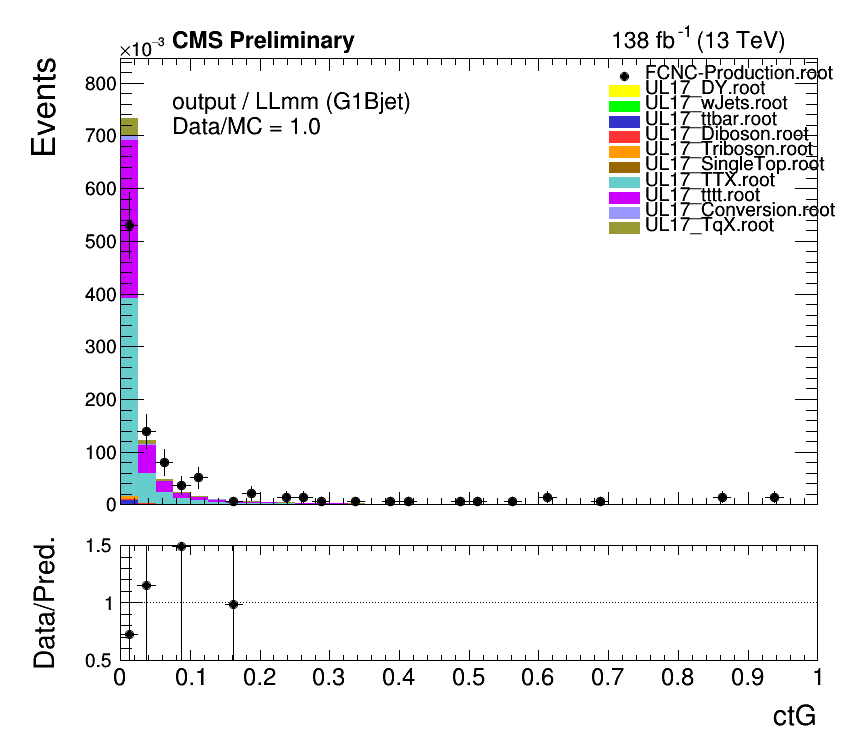 ×10⁻³ CMS Preliminary 138 fb⁻¹ (13 TeV)
Events
output / LLmm (G1Bjet)
Data/MC = 1.0
FCNC-Production.root
UL17_DY.root
UL17_wJets.root
UL17_ttbar.root
UL17_Diboson.root
UL17_Triboson.root
UL17_SingleTop.root
UL17_TTX.root
UL17_tttt.root
UL17_Conversion.root
UL17_TqX.root
800
700
600
500
400
300
200
100
0
Data/Pred.
1.5
1
0.5
0 0.1 0.2 0.3 0.4 0.5 0.6 0.7 0.8 0.9 1
ctG